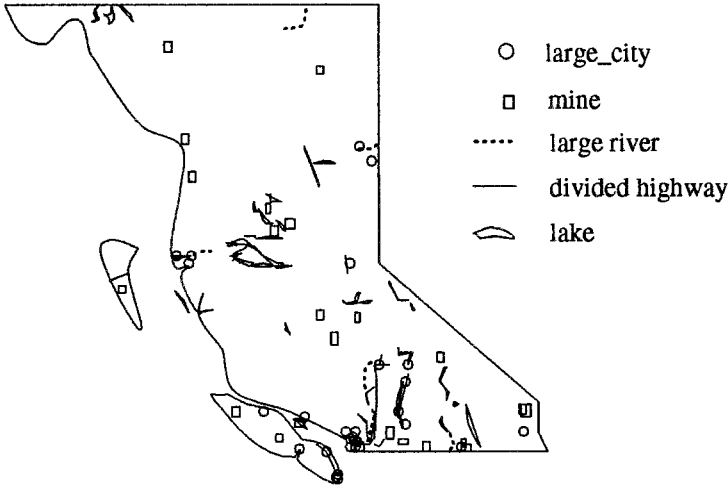 large_city
mine
large river
divided highway
lake